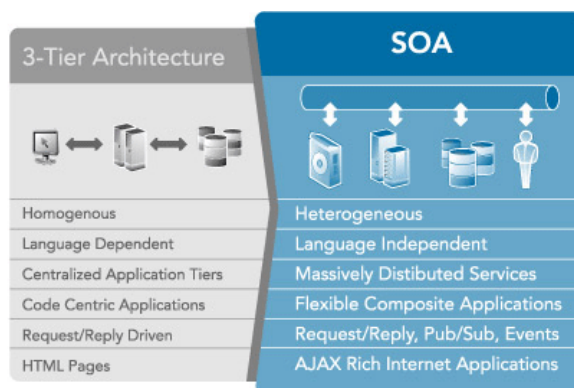 3-Tier Architecture
SOA
Homogenous
Language Dependent
Centralized Application Tiers
Code Centric Applications
Request/Reply Driven
HTML Pages
Heterogeneous
Language Independent
Massively Distibuted Services
Flexible Composite Applications
Request/Reply, Pub/Sub, Events
AJAX Rich Internet Applications